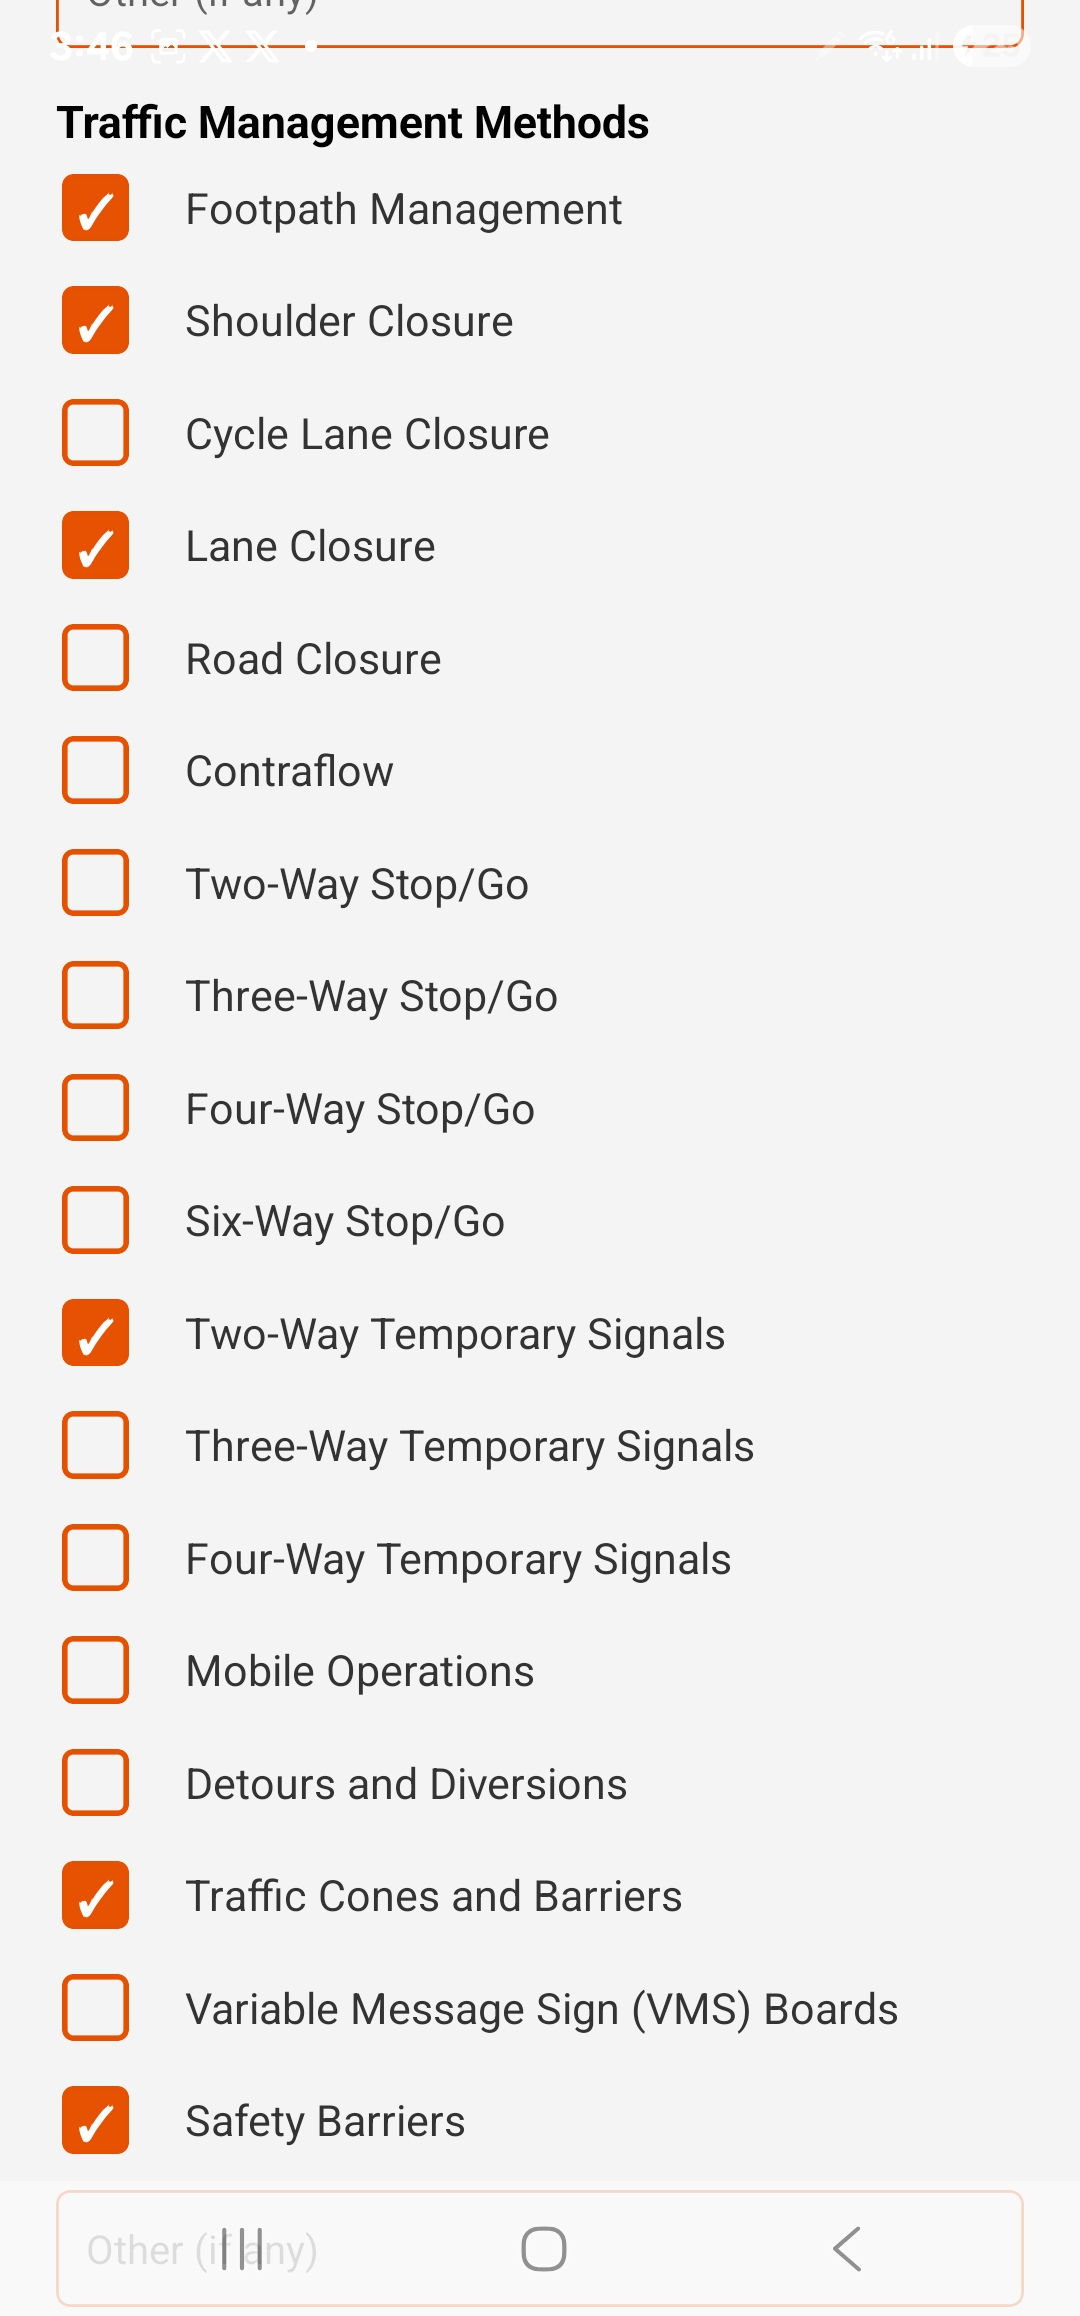 Other (if any)
3:46
25
Traffic Management Methods
Footpath Management
Shoulder Closure
Cycle Lane Closure
Lane Closure
Road Closure
Contraflow
Two-Way Stop/Go
Three-Way Stop/Go
Four-Way Stop/Go
Six-Way Stop/Go
Two-Way Temporary Signals
Three-Way Temporary Signals
Four-Way Temporary Signals
Mobile Operations
Detours and Diversions
Traffic Cones and Barriers
Variable Message Sign (VMS) Boards
Safety Barriers
Other (if any)